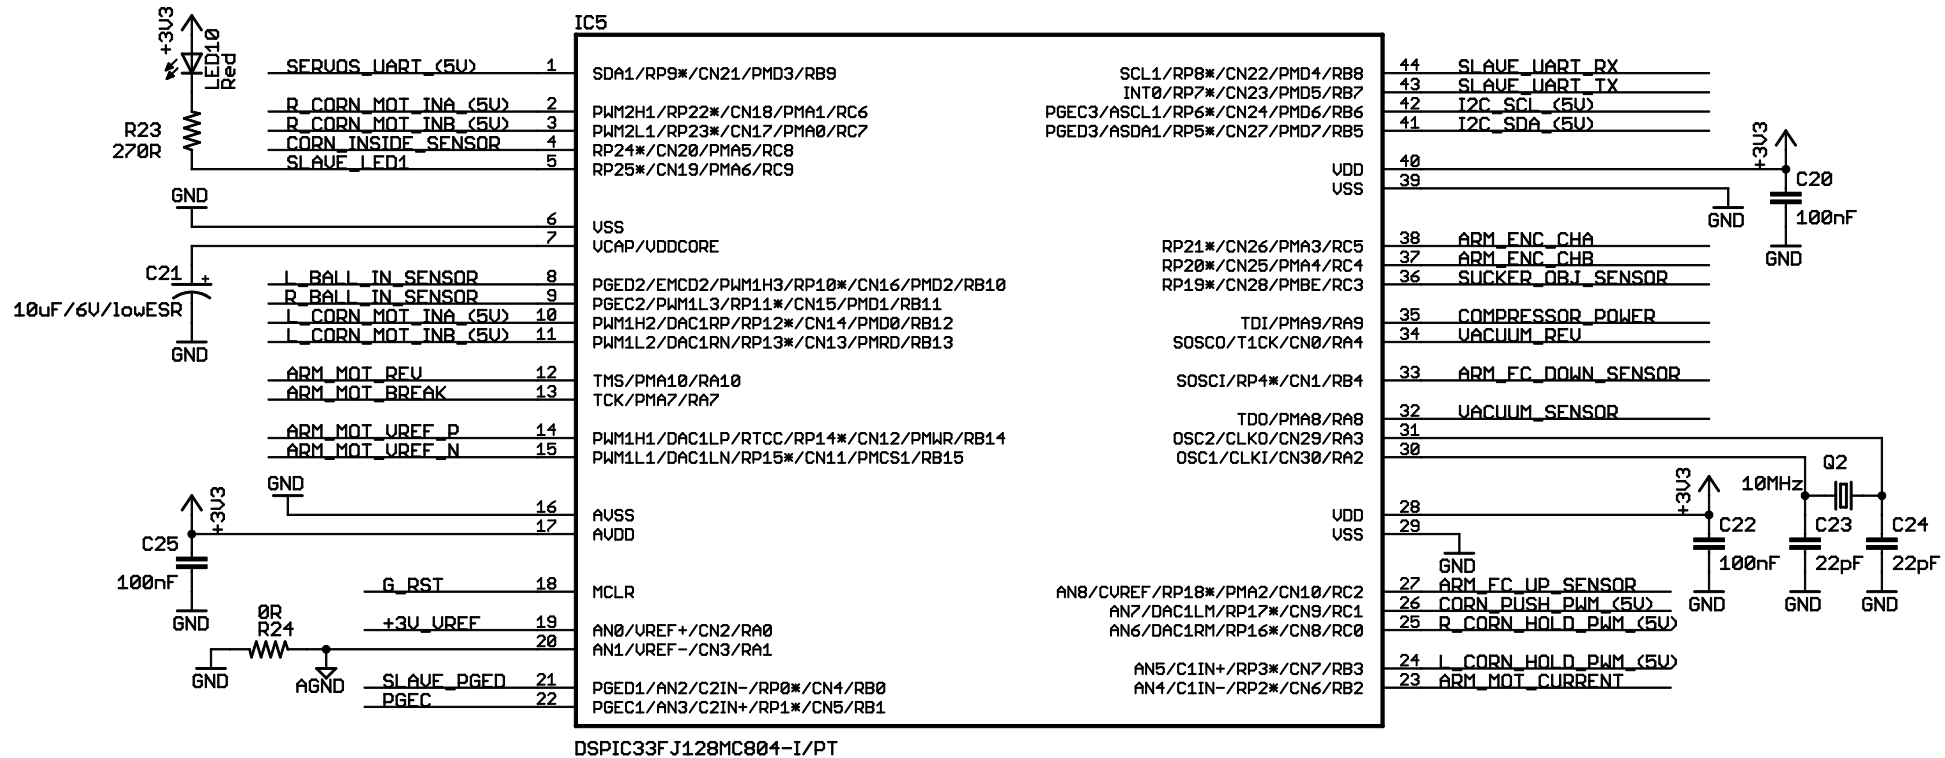 IC5
+3V3
LED10
Red
R23
270R
SERVOS_UART_(5V) 1 SDA1/RP9*/CN21/PMD3/RB9
R_CORN_MOT_INA_(5V) 2 PWM2H1/RP22*/CN18/PMA1/RC6
R_CORN_MOT_INB_(5V) 3 PWM2L1/RP23*/CN17/PMA0/RC7
CORN_INSIDE_SENSOR 4 RP24*/CN20/PMA5/RC8
SLAVE_LED1 5 RP25*/CN19/PMA6/RC9
GND
6 VSS
7 VCAP/VDDCORE
C21
+
10uF/6V/lowESR
GND
L_BALL_IN_SENSOR 8 PGED2/EMCD2/PWM1H3/RP10*/CN16/PMD2/RB10
R_BALL_IN_SENSOR 9 PGEC2/PWM1L3/RP11*/CN15/PMD1/RB11
L_CORN_MOT_INA_(5V) 10 PWM1H2/DAC1RP/RP12*/CN14/PMD0/RB12
L_CORN_MOT_INB_(5V) 11 PWM1L2/DAC1RN/RP13*/CN13/PMRD/RB13
ARM_MOT_REV 12 TMS/PMA10/RA10
ARM_MOT_BREAK 13 TCK/PMA7/RA7
ARM_MOT_VREF_P 14 PWM1H1/DAC1LP/RTCC/RP14*/CN12/PMWR/RB14
ARM_MOT_VREF_N 15 PWM1L1/DAC1LN/RP15*/CN11/PMCS1/RB15
GND
16 AVSS
+3V3
17 AVDD
C25
100nF
GND
G_RST 18 MCLR
+3V_VREF 19 AN0/VREF+/CN2/RA0
20 AN1/VREF-/CN3/RA1
0R
R24
GND
AGND
SLAVE_PGED 21 PGED1/AN2/C2IN-/RP0*/CN4/RB0
PGEC 22 PGEC1/AN3/C2IN+/RP1*/CN5/RB1
SCL1/RP8*/CN22/PMD4/RB8 44 SLAVE_UART_RX
INT0/RP7*/CN23/PMD5/RB7 43 SLAVE_UART_TX
PGEC3/ASCL1/RP6*/CN24/PMD6/RB6 42 I2C_SCL_(5V)
PGED3/ASDA1/RP5*/CN27/PMD7/RB5 41 I2C_SDA_(5V)
VDD 40
VSS 39
+3V3
C20
100nF
GND
GND
RP21*/CN26/PMA3/RC5 38 ARM_ENC_CHA
RP20*/CN25/PMA4/RC4 37 ARM_ENC_CHB
RP19*/CN28/PMBE/RC3 36 SUCKER_OBJ_SENSOR
TDI/PMA9/RA9 35 COMPRESSOR_POWER
SOSCO/T1CK/CN0/RA4 34 VACUUM_REV
SOSCI/RP4*/CN1/RB4 33 ARM_FC_DOWN_SENSOR
TDO/PMA8/RA8 32 VACUUM_SENSOR
OSC2/CLKO/CN29/RA3 31
OSC1/CLKI/CN30/RA2 30
Q2
10MHz
+3V3
VDD 28
VSS 29
GND
C22
100nF
GND
C23
22pF
GND
C24
22pF
GND
AN8/CVREF/RP18*/PMA2/CN10/RC2 27 ARM_FC_UP_SENSOR
AN7/DAC1LM/RP17*/CN9/RC1 26 CORN_PUSH_PWM_(5V)
AN6/DAC1RM/RP16*/CN8/RC0 25 R_CORN_HOLD_PWM_(5V)
AN5/C1IN+/RP3*/CN7/RB3 24 L_CORN_HOLD_PWM_(5V)
AN4/C1IN-/RP2*/CN6/RB2 23 ARM_MOT_CURRENT
DSPIC33FJ128MC804-I/PT